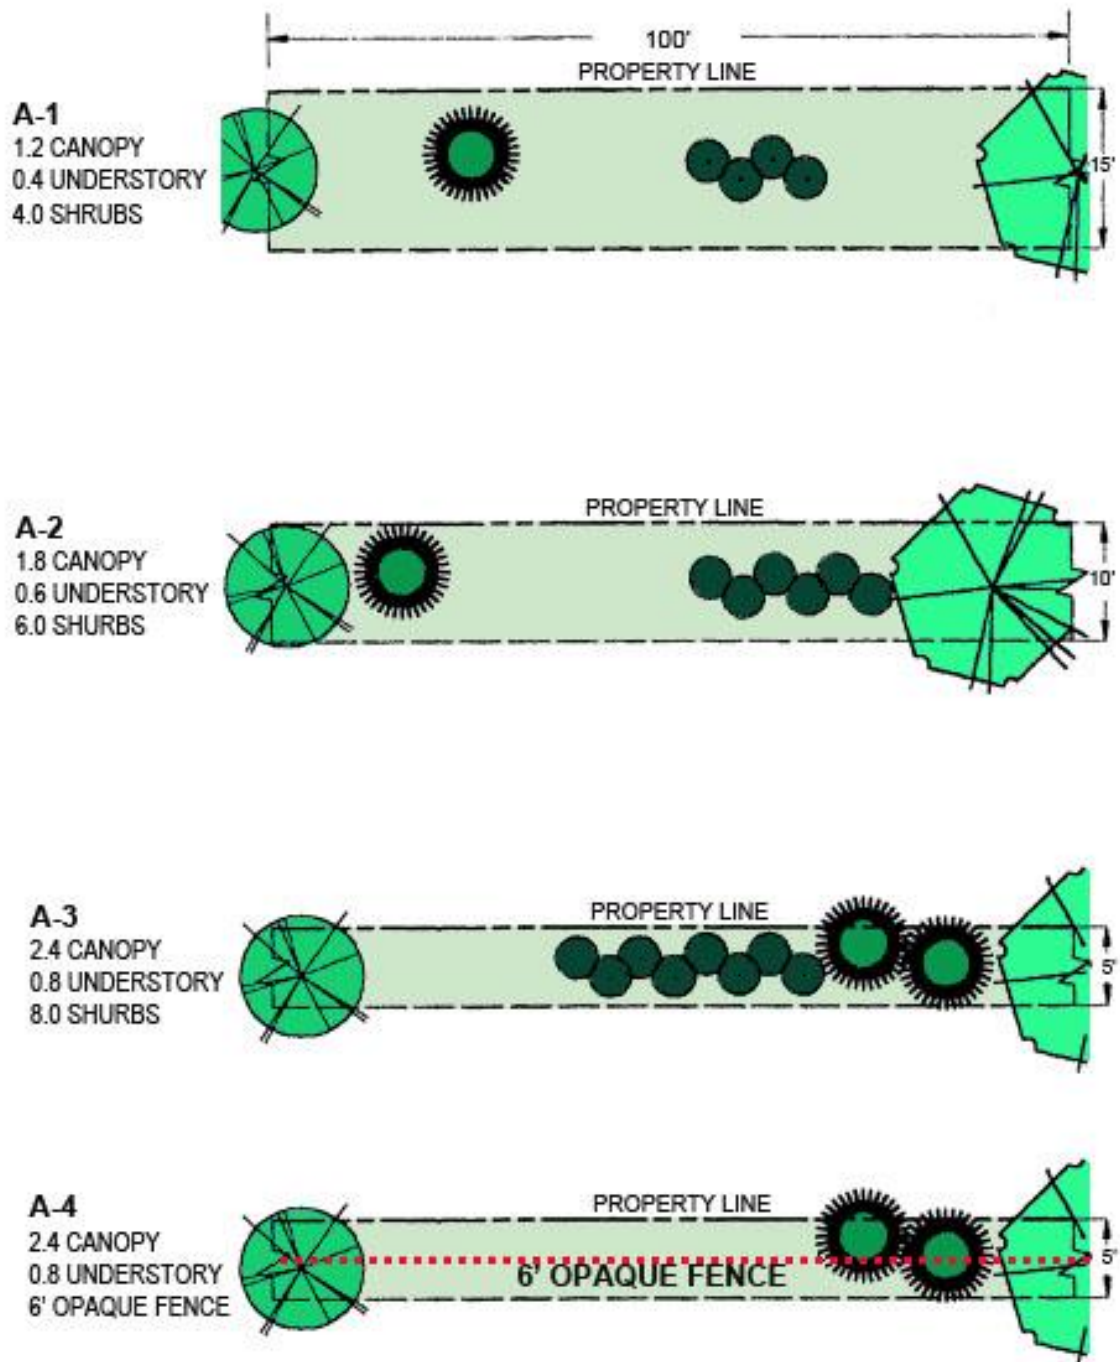 100'
PROPERTY LINE
A-1
1.2 CANOPY
0.4 UNDERSTORY
4.0 SHRUBS
15'
PROPERTY LINE
A-2
1.8 CANOPY
0.6 UNDERSTORY
6.0 SHURBS
10'
PROPERTY LINE
A-3
2.4 CANOPY
0.8 UNDERSTORY
8.0 SHURBS
5'
PROPERTY LINE
A-4
2.4 CANOPY
0.8 UNDERSTORY
6' OPAQUE FENCE
6' OPAQUE FENCE
5'